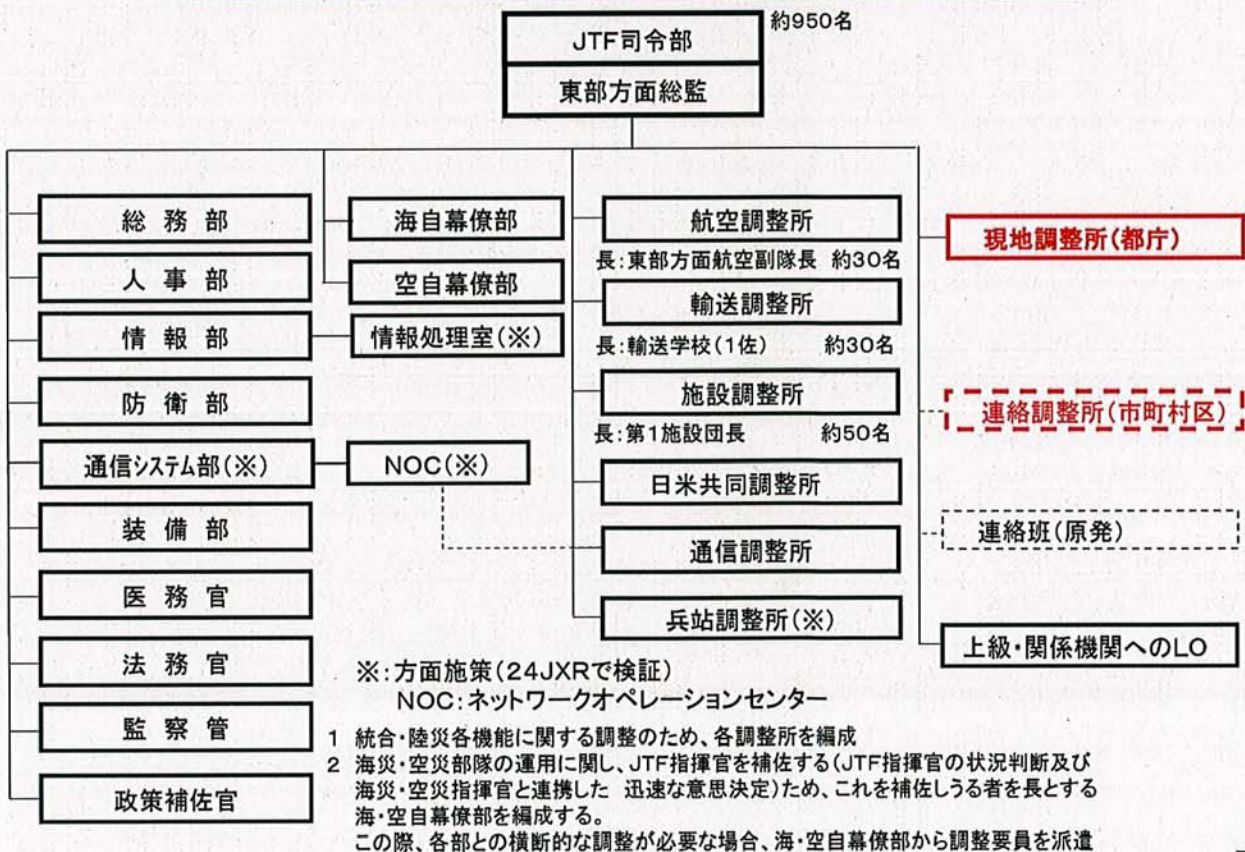 JTF司令部
約950名
東部方面総監
総務部
人事部
情報部
防衛部
通信システム部(※)
装備部
医務官
法務官
監察管
政策補佐官
海自幕僚部
空自幕僚部
情報処理室(※)
NOC(※)
航空調整所
長:東部方面航空副隊長 約30名
輸送調整所
長:輸送学校(1佐) 約30名
施設調整所
長:第1施設団長 約50名
日米共同調整所
通信調整所
兵站調整所(※)
現地調整所(都庁)
連絡調整所(市町村区)
連絡班(原発)
上級・関係機関へのLO
※:方面施策(24JXRで検証)
NOC:ネットワークオペレーションセンター
1 統合・陸災各機能に関する調整のため、各調整所を編成
2 海災・空災部隊の運用に関し、JTF指揮官を補佐する(JTF指揮官の状況判断及び
海災・空災指揮官と連携した 迅速な意思決定)ため、これを補佐しうる者を長とする
海・空自幕僚部を編成する。
この際、各部との横断的な調整が必要な場合、海・空自幕僚部から調整要員を派遣